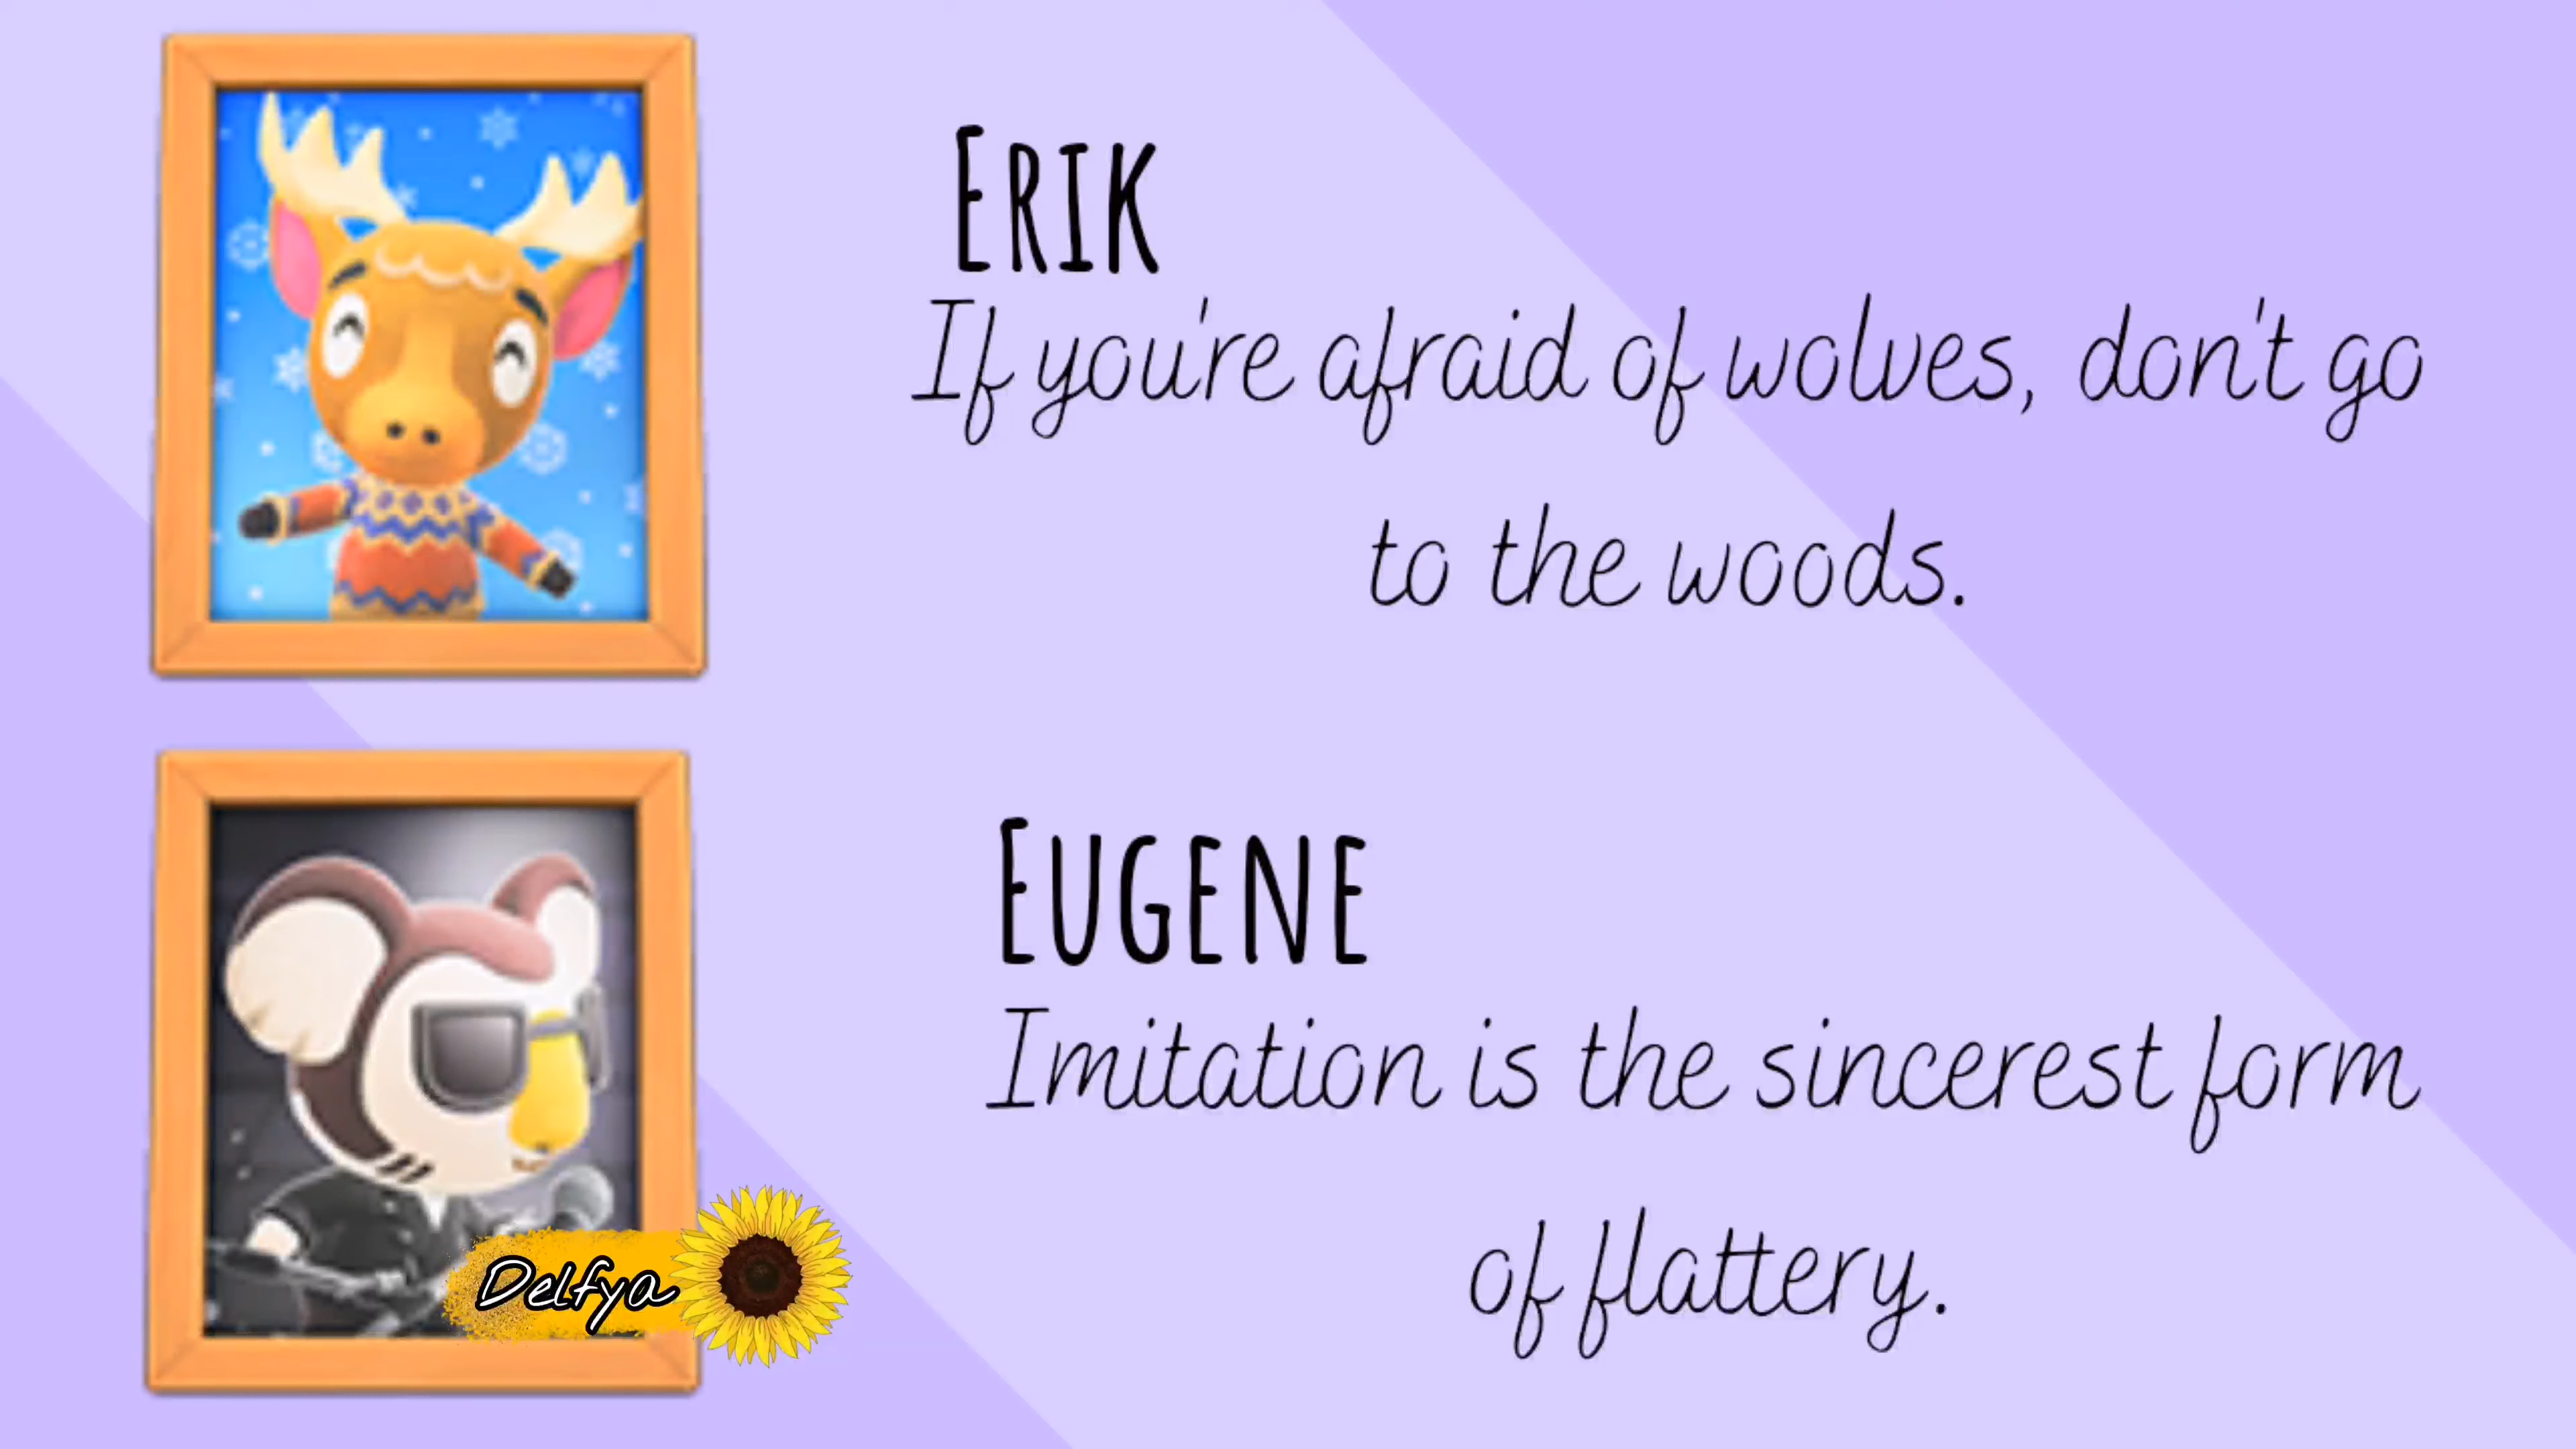 ERIK
If you're afraid of wolves, don't go
to the woods.
EUGENE
Imitation is the sincerest form
of flattery.
Delfya